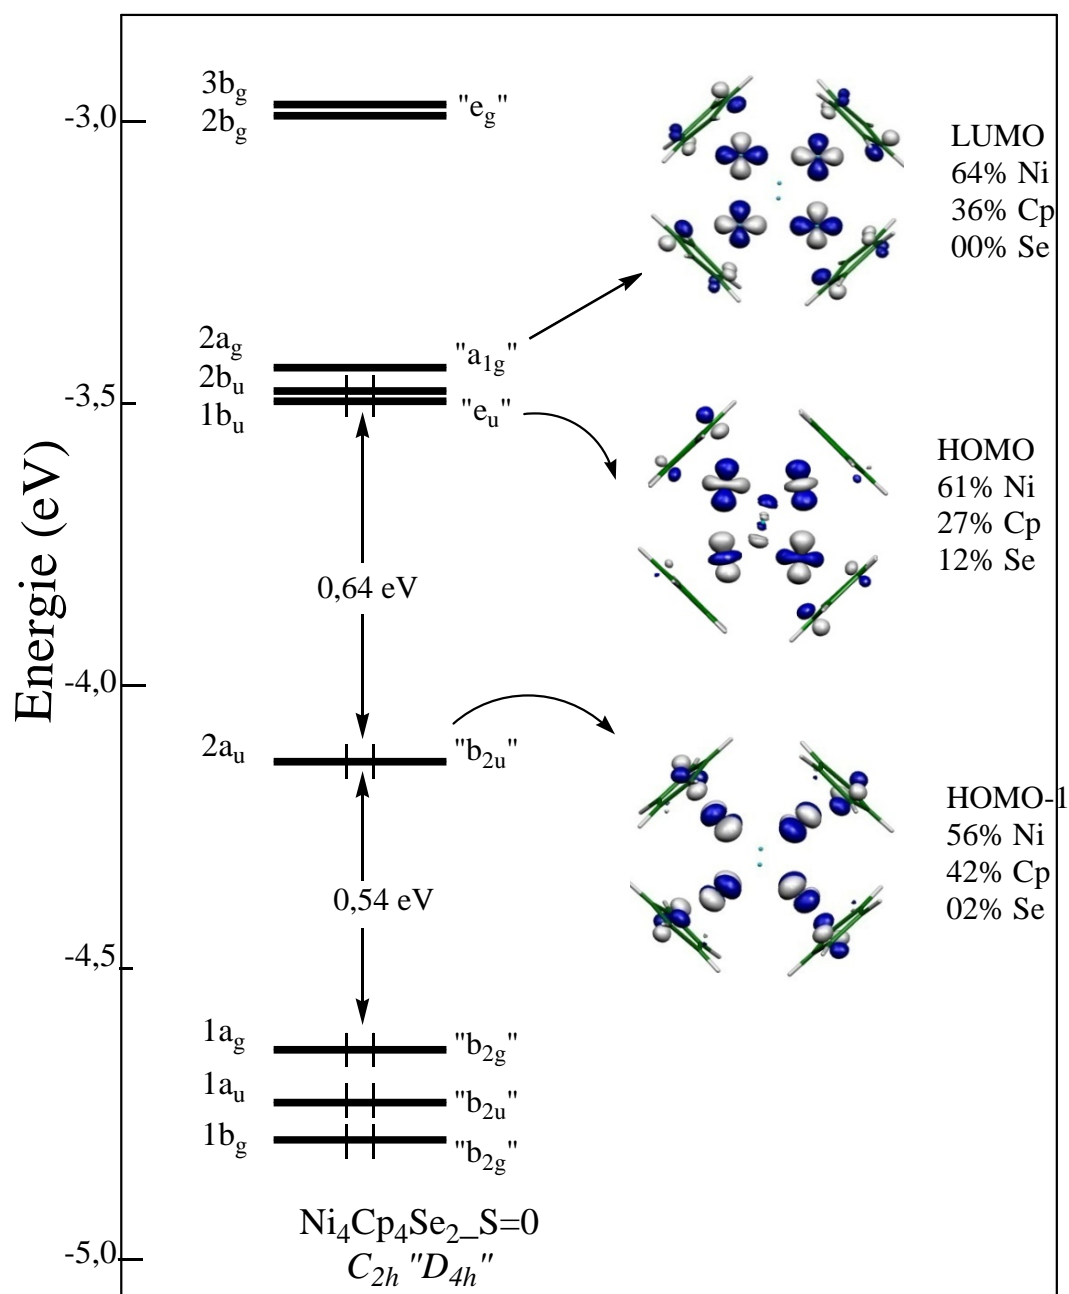 3b_g
"e_g"
2b_g
-3,0
LUMO
64% Ni
36% Cp
00% Se
2a_g
"a_1g"
2b_u
-3,5
1b_u
"e_u"
HOMO
61% Ni
27% Cp
12% Se
Energie (eV)
0,64 eV
-4,0
2a_u
"b_2u"
HOMO-1
56% Ni
42% Cp
02% Se
0,54 eV
-4,5
1a_g
"b_2g"
1a_u
"b_2u"
1b_g
"b_2g"
Ni4Cp4Se2_S=0
C2h "D4h"
-5,0